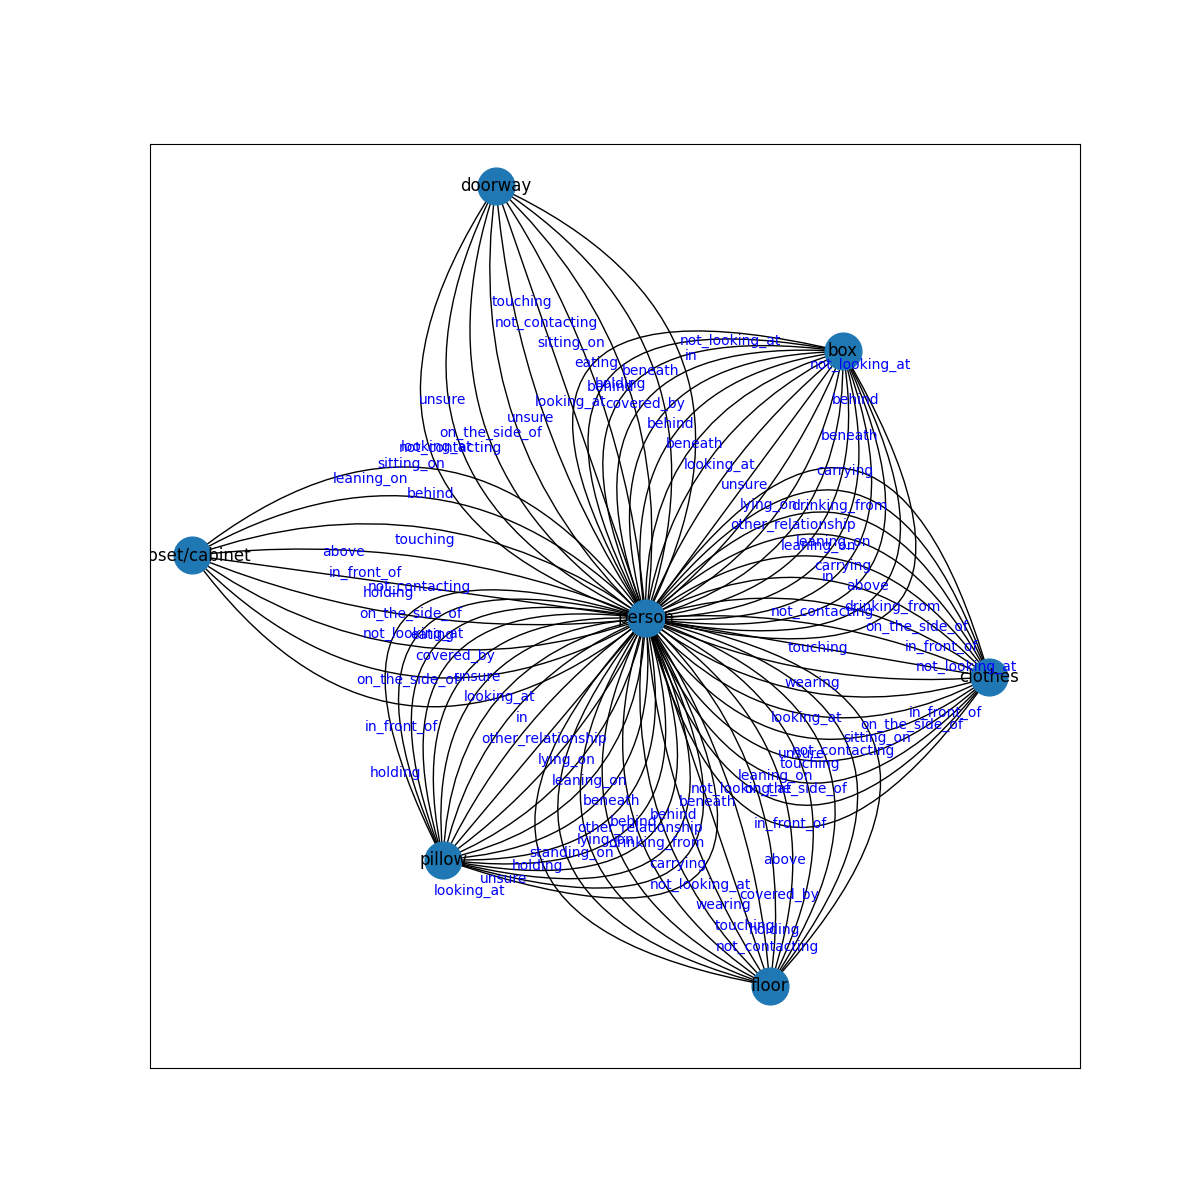 doorway
touching
not_contacting
sitting_on
not_looking_at
box
in
eating
not_looking_at
beneath
holding
behind
unsure
behind
looking_at
covered_by
unsure
behind
on_the_side_of
beneath
beneath
looking_at
not_contacting
sitting_on
looking_at
carrying
leaning_on
unsure
behind
lying_on
drinking_from
other_relationship
touching
leaning_on
leaning_on
above
oset/cabinet
carrying
in_front_of
in
not_contacting
above
holding
drinking_from
on_the_side_of
not_contacting
person
on_the_side_of
not_looking_at
eating
in_front_of
touching
covered_by
not_looking_at
clothes
on_the_side_of
unsure
wearing
looking_at
in_front_of
in
looking_at
in_front_of
on_the_side_of
other_relationship
sitting_on
not_contacting
unsure
lying_on
touching
holding
leaning_on
leaning_on
not_looking_at
on_the_side_of
beneath
beneath
behind
behind
in_front_of
other_relationship
lying_on
drinking_from
standing_on
pillow
above
holding
carrying
unsure
not_looking_at
looking_at
covered_by
wearing
touching
holding
not_contacting
floor